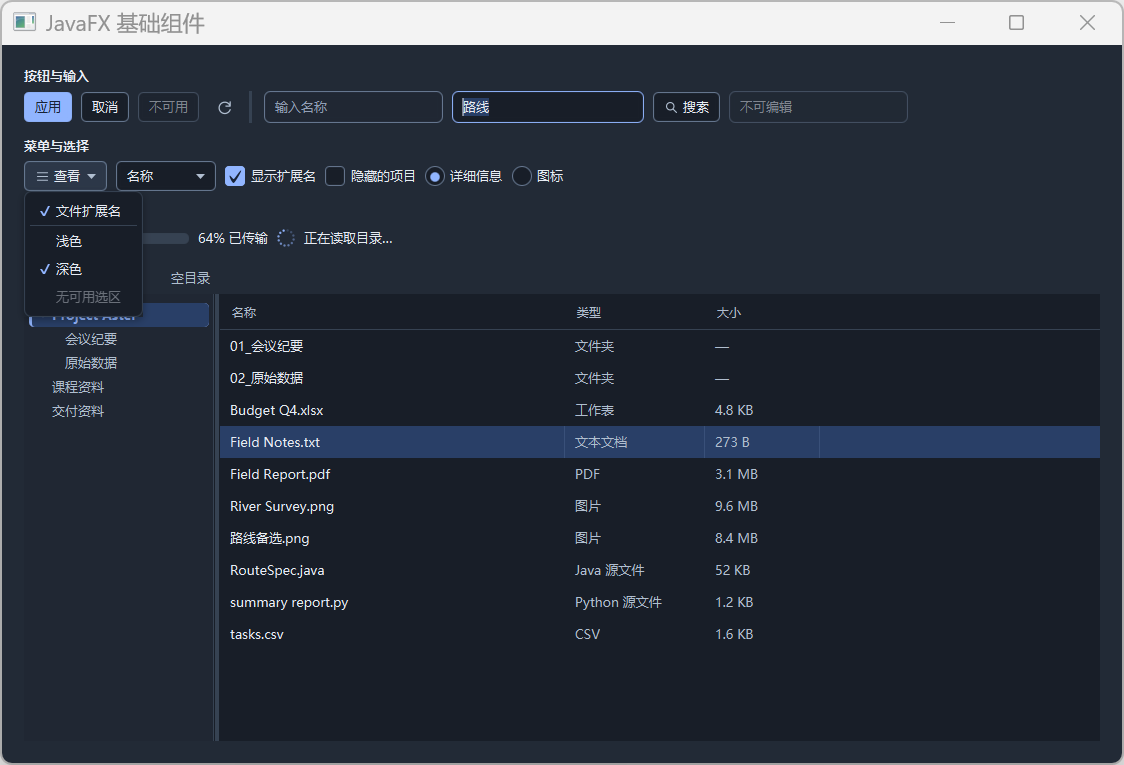 JavaFX 基础组件
按钮与输入
应用 取消 不可用 输入名称 路线 搜索 不可编辑
菜单与选择
查看 名称 显示扩展名 隐藏的项目 详细信息 图标
文件扩展名
浅色
深色
无可用选区
64% 已传输 正在读取目录...
空目录
Project Aster
会议纪要
原始数据
课程资料
交付资料
名称 类型 大小
01_会议纪要 文件夹 —
02_原始数据 文件夹 —
Budget Q4.xlsx 工作表 4.8 KB
Field Notes.txt 文本文档 273 B
Field Report.pdf PDF 3.1 MB
River Survey.png 图片 9.6 MB
路线备选.png 图片 8.4 MB
RouteSpec.java Java 源文件 52 KB
summary report.py Python 源文件 1.2 KB
tasks.csv CSV 1.6 KB